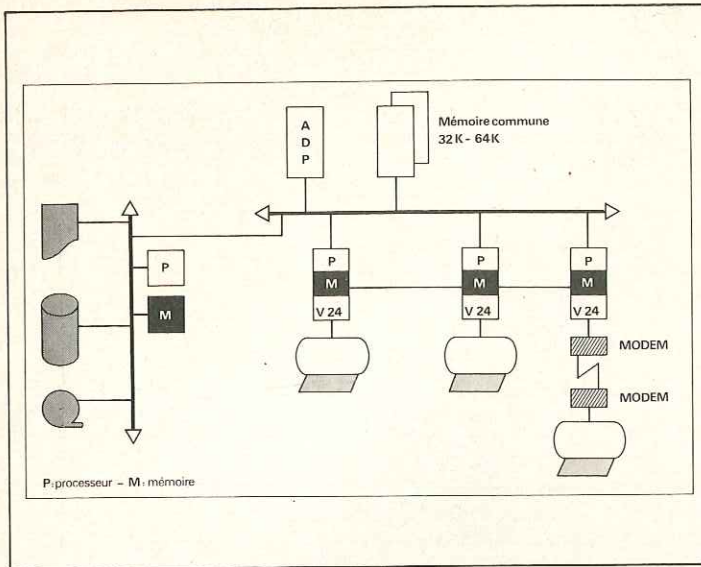 A
D
P
Mémoire commune
32 K - 64 K
P
M
P
M
V 24
P
M
V 24
P
M
V 24
MODEM
MODEM
P : processeur - M : mémoire